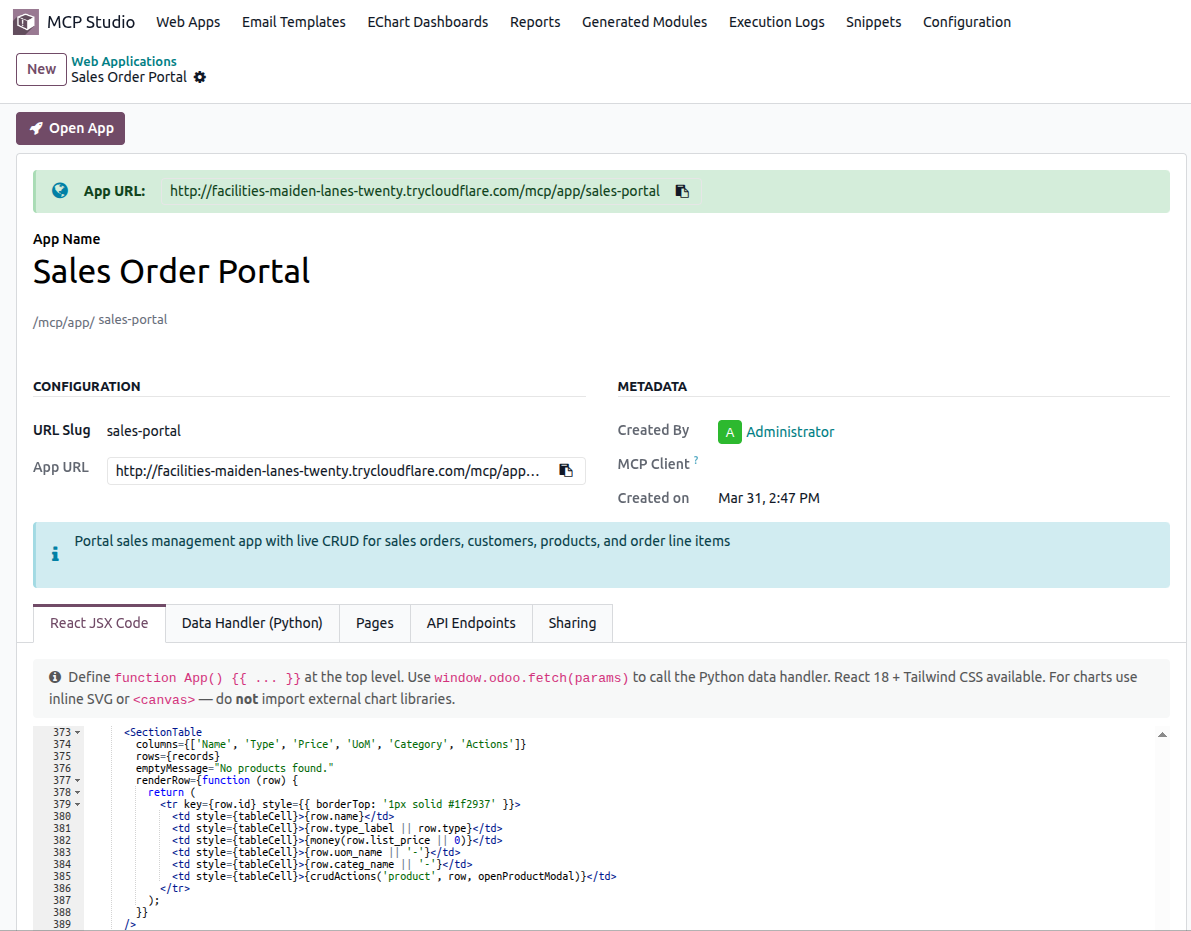 MCP Studio Web Apps Email Templates EChart Dashboards Reports Generated Modules Execution Logs Snippets Configuration
New
Web Applications
Sales Order Portal
Open App
App URL: http://facilities-maiden-lanes-twenty.trycloudflare.com/mcp/app/sales-portal
App Name
Sales Order Portal
/mcp/app/ sales-portal
CONFIGURATION
URL Slug sales-portal
App URL http://facilities-maiden-lanes-twenty.trycloudflare.com/mcp/app...
METADATA
Created By A Administrator
MCP Client ?
Created on Mar 31, 2:47 PM
Portal sales management app with live CRUD for sales orders, customers, products, and order line items
React JSX Code Data Handler (Python) Pages API Endpoints Sharing
Define function App() {{ ... }} at the top level. Use window.odoo.fetch(params) to call the Python data handler. React 18 + Tailwind CSS available. For charts use
inline SVG or <canvas> — do not import external chart libraries.
373 <SectionTable
374 columns={['Name', 'Type', 'Price', 'UoM', 'Category', 'Actions']}
375 rows={records}
376 emptyMessage="No products found."
377 renderRow={function (row) {
378 return (
379 <tr key={row.id} style={{ borderTop: '1px solid #1f2937' }}>
380 <td style={tableCell}>{row.name}</td>
381 <td style={tableCell}>{row.type_label || row.type}</td>
382 <td style={tableCell}>{money(row.list_price || 0)}</td>
383 <td style={tableCell}>{row.uom_name || '-'}</td>
384 <td style={tableCell}>{row.categ_name || '-'}</td>
385 <td style={tableCell}>{crudActions('product', row, openProductModal)}</td>
386 </tr>
387 );
388 }}
389 />